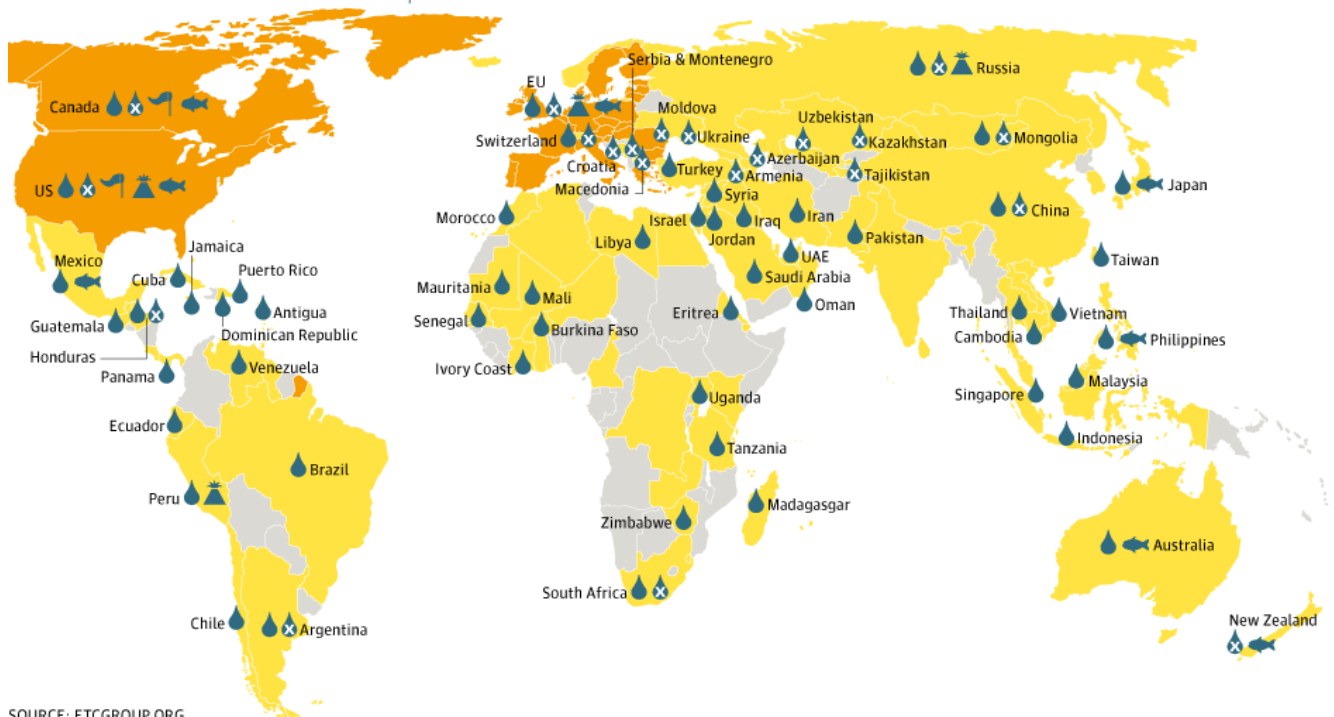 Serbia & Montenegro
Russia
EU
Canada
Moldova
Uzbekistan
Switzerland
Ukraine
Kazakhstan
Mongolia
Croatia
Azerbaijan
Turkey
Armenia
Tajikistan
Macedonia
US
Japan
Syria
China
Morocco
Israel
Iraq
Iran
Jordan
Pakistan
Libya
Jamaica
UAE
Taiwan
Mexico
Cuba
Puerto Rico
Saudi Arabia
Mauritania
Mali
Oman
Antigua
Senegal
Eritrea
Thailand
Vietnam
Guatemala
Burkina Faso
Dominican Republic
Cambodia
Philippines
Honduras
Venezuela
Ivory Coast
Panama
Malaysia
Singapore
Uganda
Ecuador
Indonesia
Tanzania
Brazil
Peru
Madagasgar
Zimbabwe
Australia
South Africa
Chile
Argentina
New Zealand
SOURCE: ETCGROUP.ORG